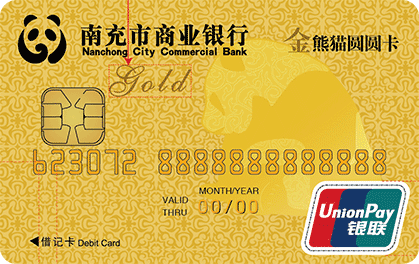 南充市商业银行
Nanchong City Commercial Bank
金熊猫圆圆卡
Gold
623072 8888888888888
MONTH/YEAR
VALID THRU 00/00
UnionPay
银联
借记卡 Debit Card